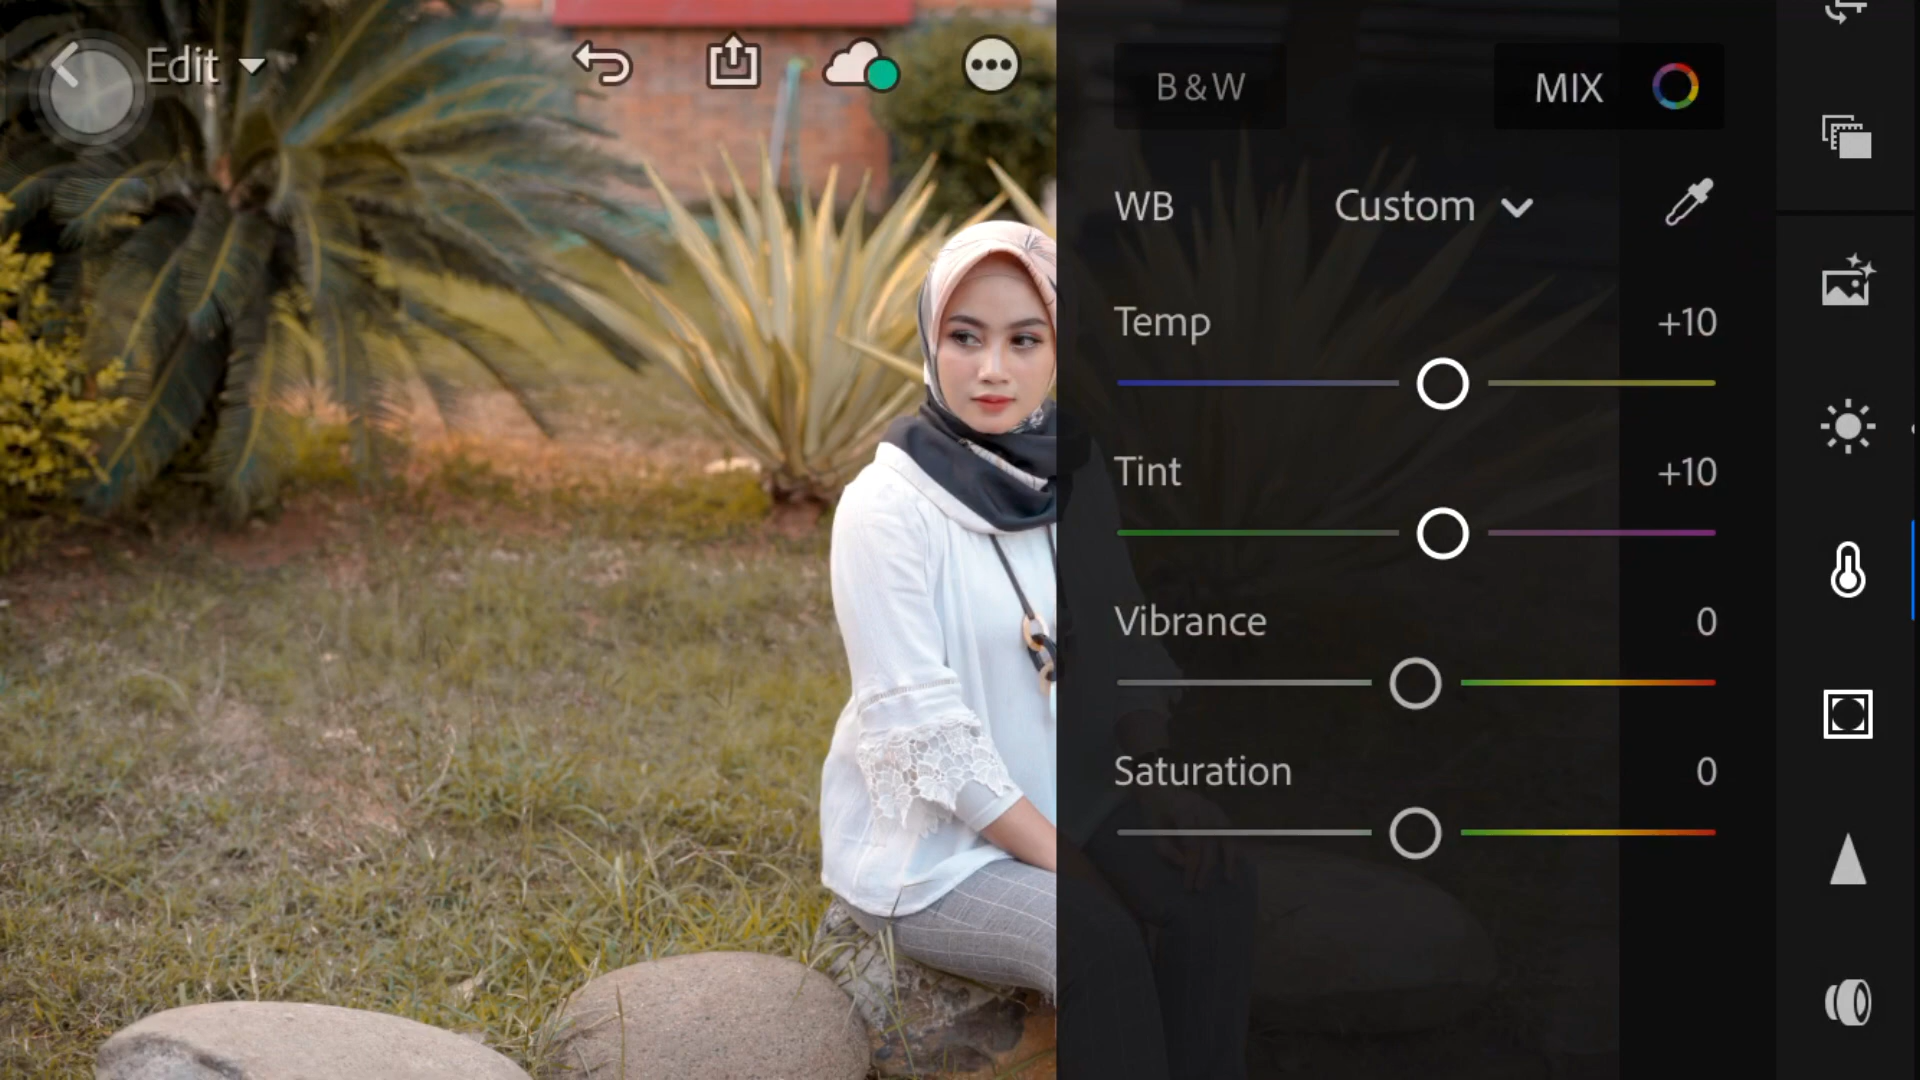 Edit
B&W
MIX
WB
Custom
Temp
+10
Tint
+10
Vibrance
0
Saturation
0